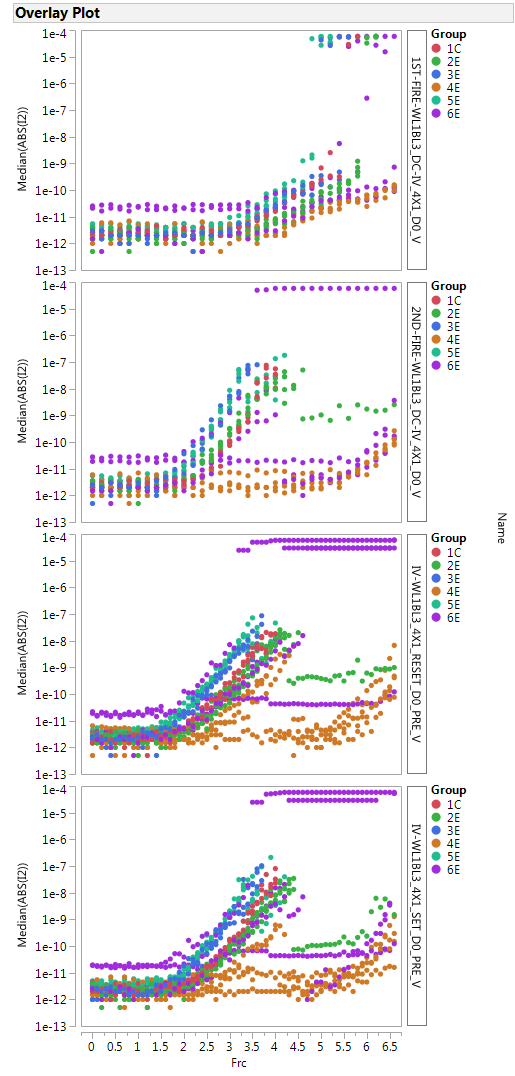 Overlay Plot
Median(ABS(I2))
1e-4
1e-5
1e-6
1e-7
1e-8
1e-9
1e-10
1e-11
1e-12
1e-13
1ST-FIRE-WL1BL3_DC-IV_4X1_D0_V
Group
1C
2E
3E
4E
5E
6E
Median(ABS(I2))
1e-4
1e-5
1e-6
1e-7
1e-8
1e-9
1e-10
1e-11
1e-12
1e-13
2ND-FIRE-WL1BL3_DC-IV_4X1_D0_V
Group
1C
2E
3E
4E
5E
6E
Name
Median(ABS(I2))
1e-4
1e-5
1e-6
1e-7
1e-8
1e-9
1e-10
1e-11
1e-12
1e-13
IV-WL1BL3_4X1_RESET_D0_PRE_V
Group
1C
2E
3E
4E
5E
6E
Median(ABS(I2))
1e-4
1e-5
1e-6
1e-7
1e-8
1e-9
1e-10
1e-11
1e-12
1e-13
IV-WL1BL3_4X1_SET_D0_PRE_V
Group
1C
2E
3E
4E
5E
6E
0 0.5 1 1.5 2 2.5 3 3.5 4 4.5 5 5.5 6 6.5
Frc